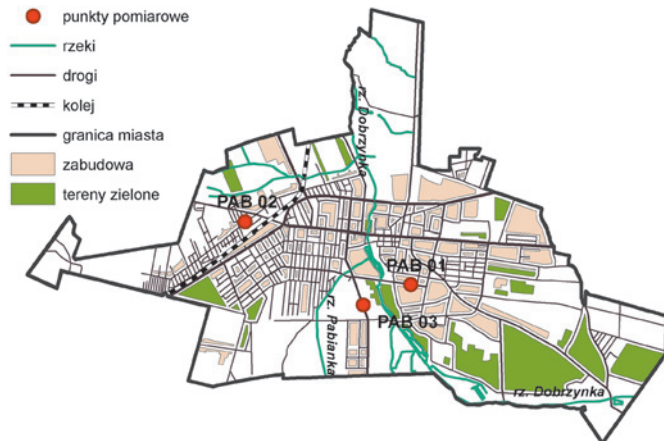 punkty pomiarowe
rzeki
drogi
kolej
granica miasta
zabudowa
tereny zielone
rz. Dobrzynka
PAB 02
PAB 01
PAB 03
rz. Pabianka
rz. Dobrzynka